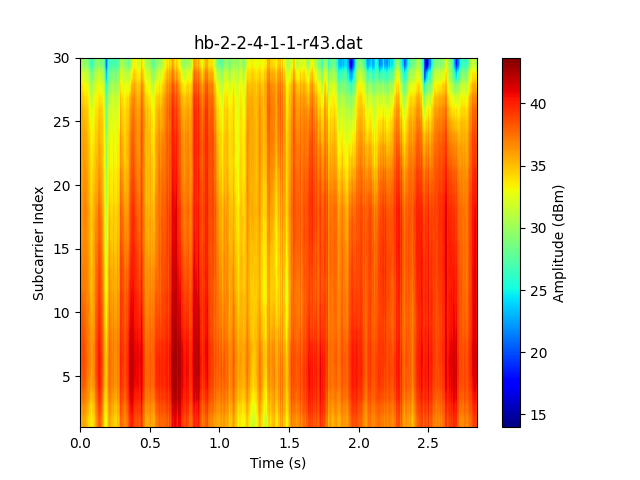 hb-2-2-4-1-1-r43.dat
30
25
20
15
10
5
Subcarrier Index
0.0 0.5 1.0 1.5 2.0 2.5
Time (s)
40
35
30
25
20
15
Amplitude (dBm)